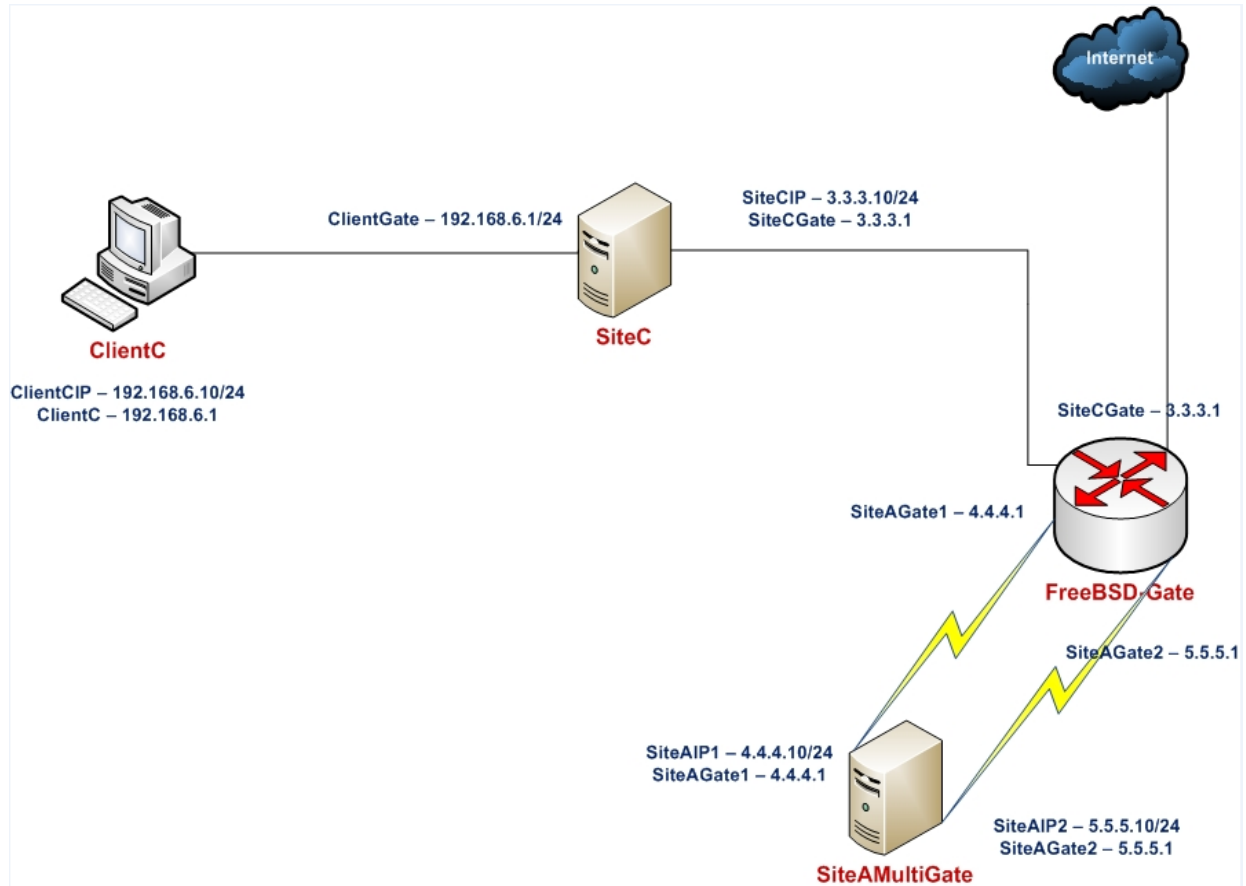 Internet
SiteCIP – 3.3.3.10/24
SiteCGate – 3.3.3.1
ClientGate – 192.168.6.1/24
SiteC
ClientC
ClientCIP – 192.168.6.10/24
ClientC – 192.168.6.1
SiteCGate – 3.3.3.1
SiteAGate1 – 4.4.4.1
FreeBSD-Gate
SiteAGate2 – 5.5.5.1
SiteAIP1 – 4.4.4.10/24
SiteAGate1 – 4.4.4.1
SiteAIP2 – 5.5.5.10/24
SiteAGate2 – 5.5.5.1
SiteAMultiGate